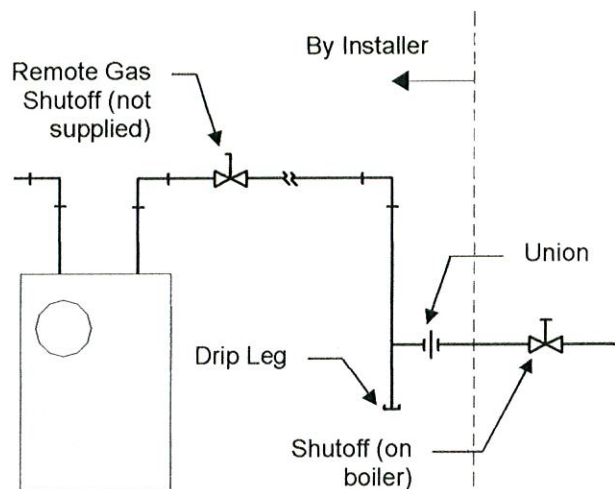 By Installer
Remote Gas
Shutoff (not
supplied)
Union
Drip Leg
Shutoff (on
boiler)